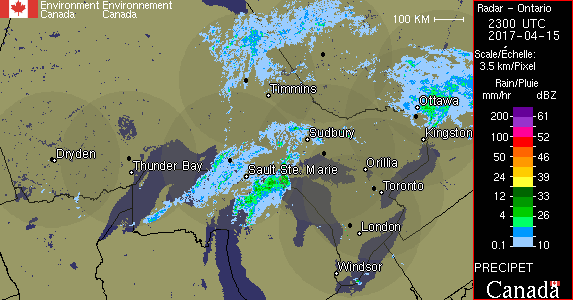 Environment Environnement
Canada Canada
100 KM
Timmins
Ottawa
Sudbury
Kingston
Dryden
Thunder Bay
Sault Ste. Marie
Orillia
Toronto
London
Windsor
Radar - Ontario
2300 UTC
2017-04-15
Scale/Échelle:
3.5 km/Pixel
Rain/Pluie
mm/hr dBZ
200 61
100 52
50 46
24 39
12 33
4 26
0.1 10
PRECIPET
Canada